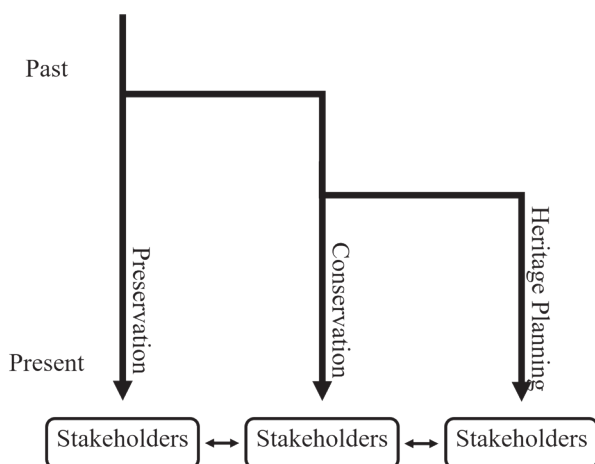 Past
Preservation
Conservation
Heritage Planning
Present
Stakeholders
Stakeholders
Stakeholders